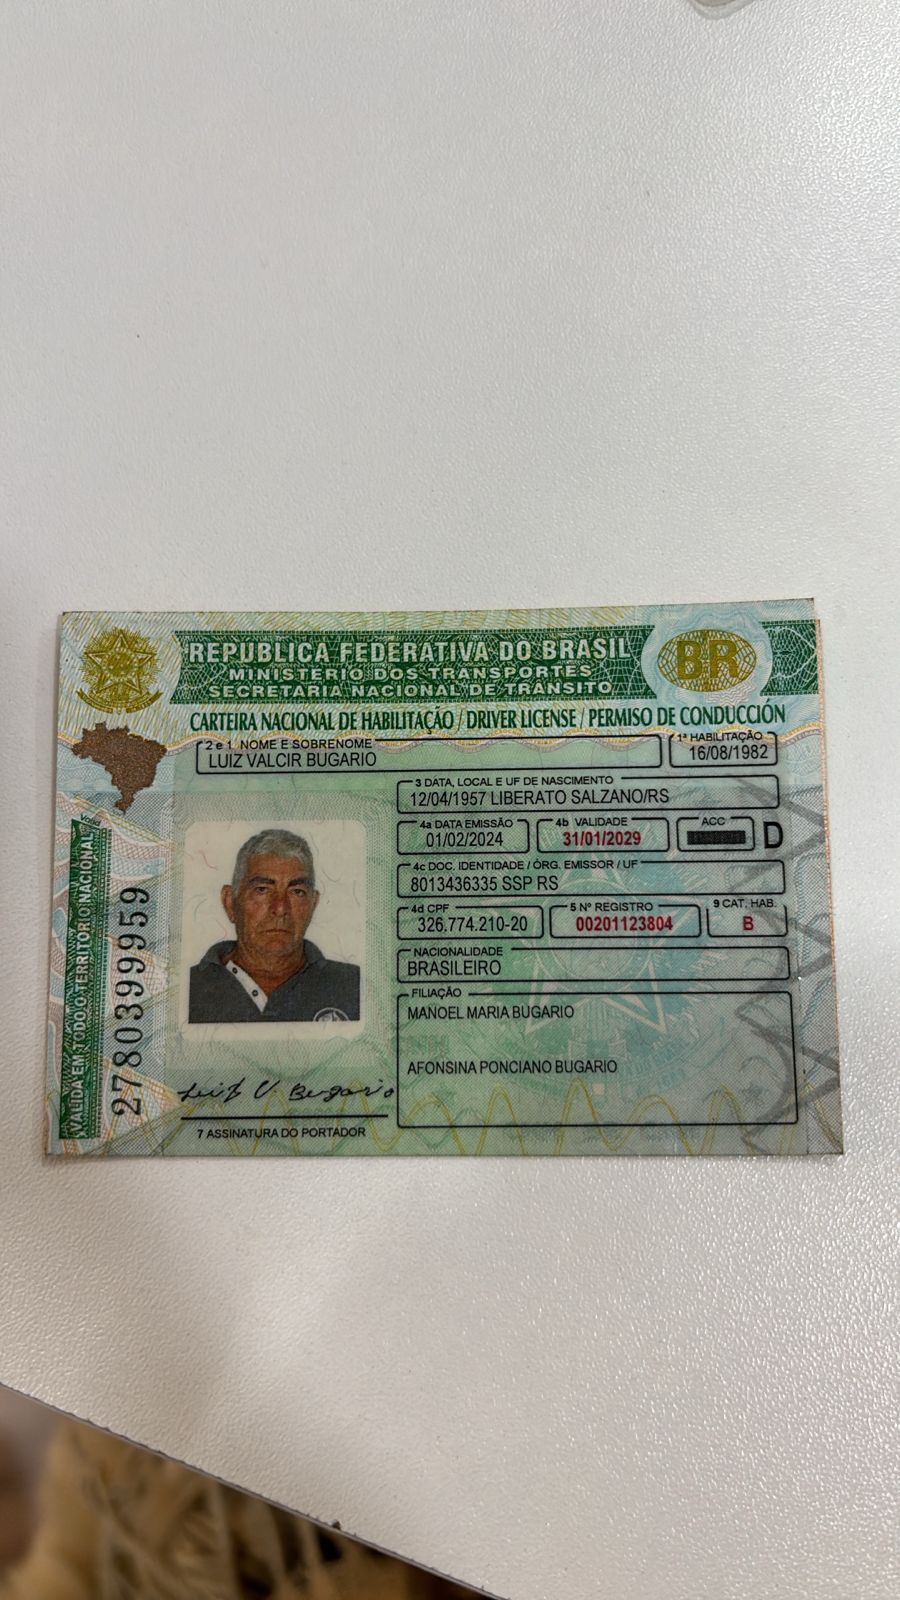 REPÚBLICA FEDERATIVA DO BRASIL
MINISTÉRIO DOS TRANSPORTES
SECRETARIA NACIONAL DE TRÂNSITO
BR
CARTEIRA NACIONAL DE HABILITAÇÃO / DRIVER LICENSE / PERMISO DE CONDUCCIÓN
2 e 1 NOME E SOBRENOME
LUIZ VALCIR BUGARIO
1ª HABILITAÇÃO
16/08/1982
3 DATA, LOCAL E UF DE NASCIMENTO
12/04/1957 LIBERATO SALZANO/RS
4a DATA EMISSÃO
01/02/2024
4b VALIDADE
31/01/2029
ACC
D
4c DOC. IDENTIDADE / ÓRG. EMISSOR / UF
8013436335 SSP RS
4d CPF
326.774.210-20
5 Nº REGISTRO
00201123804
9 CAT. HAB.
B
NACIONALIDADE
BRASILEIRO
FILIAÇÃO
MANOEL MARIA BUGARIO
AFONSINA PONCIANO BUGARIO
Luiz V. Bugario
7 ASSINATURA DO PORTADOR
VÁLIDA EM TODO O TERRITÓRIO NACIONAL
2780399959